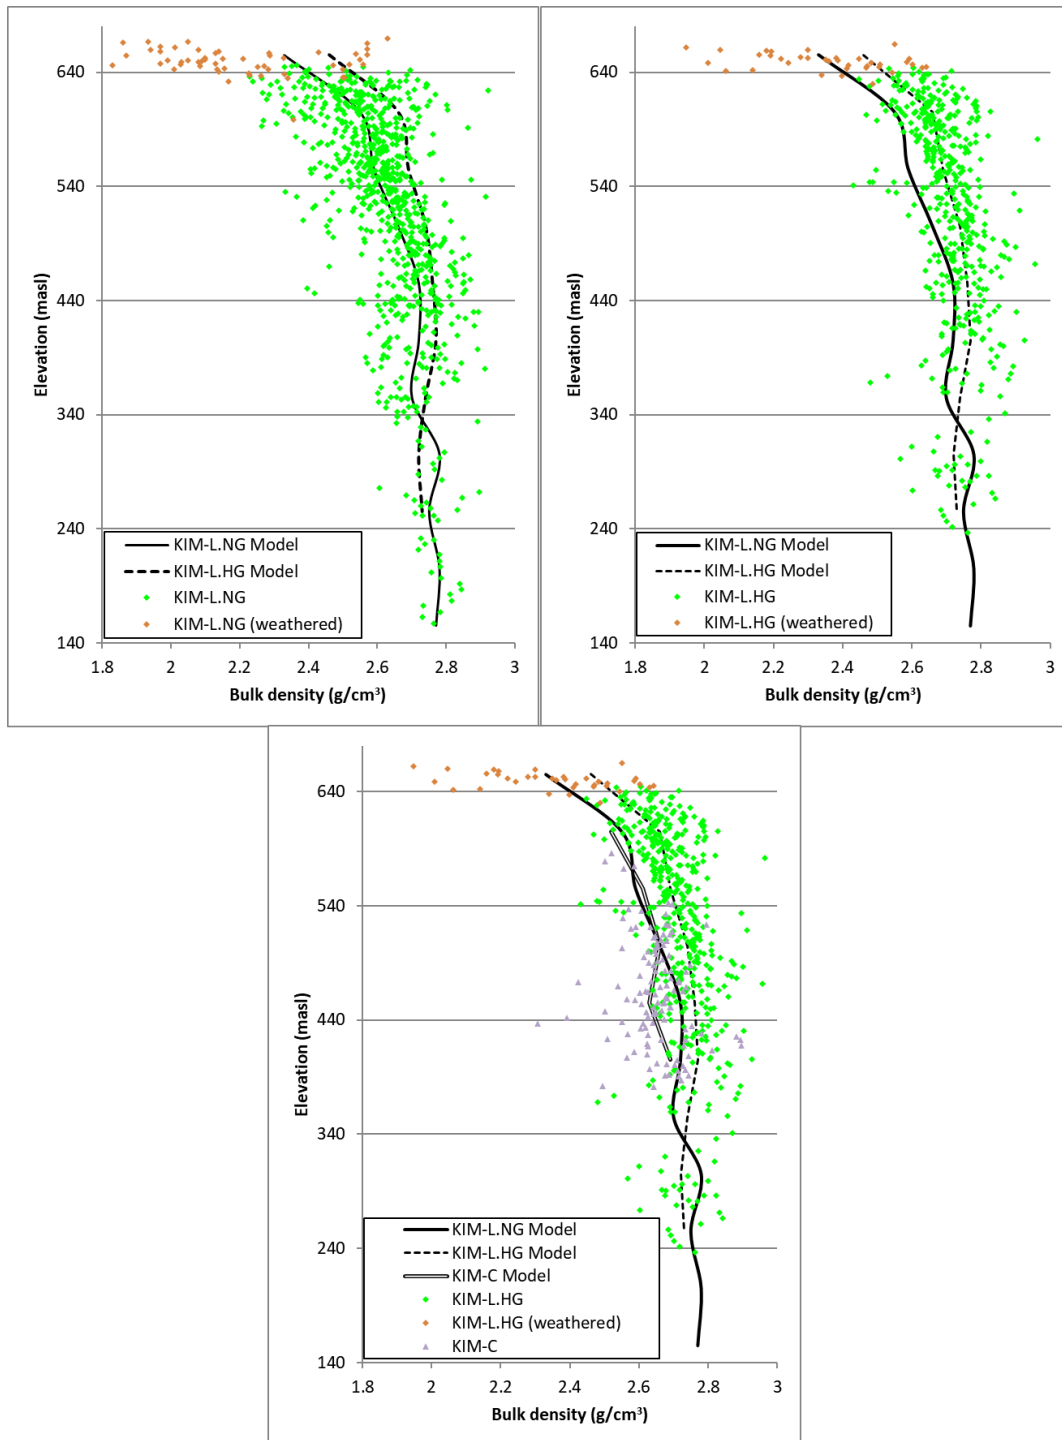 640
540
440
340
240
140
Elevation (masl)
KIM-L.NG Model
KIM-L.HG Model
KIM-L.NG
KIM-L.NG (weathered)
1.8 2 2.2 2.4 2.6 2.8 3
Bulk density (g/cm³)
640
540
440
340
240
140
Elevation (masl)
KIM-L.NG Model
KIM-L.HG Model
KIM-L.HG
KIM-L.HG (weathered)
1.8 2 2.2 2.4 2.6 2.8 3
Bulk density (g/cm³)
640
540
440
340
240
140
Elevation (masl)
KIM-L.NG Model
KIM-L.HG Model
KIM-C Model
KIM-L.HG
KIM-L.HG (weathered)
KIM-C
1.8 2 2.2 2.4 2.6 2.8 3
Bulk density (g/cm³)